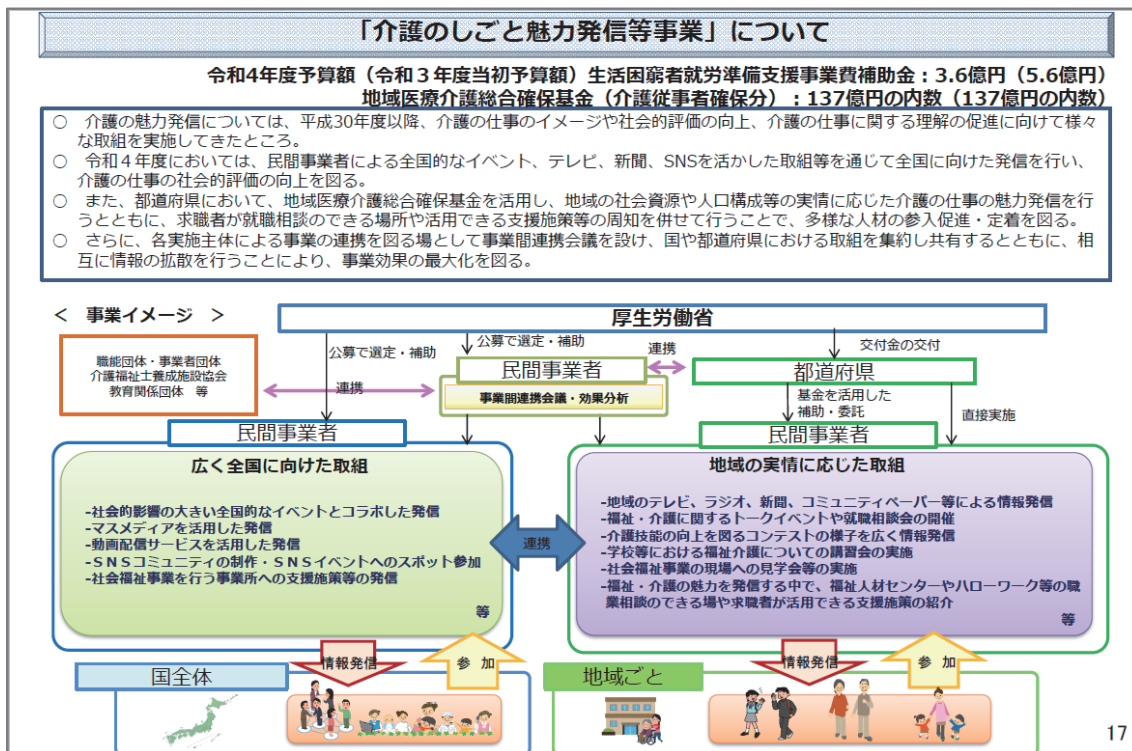 「介護のしごと魅力発信等事業」について
令和4年度予算額（令和３年度当初予算額）生活困窮者就労準備支援事業費補助金：3.6億円（5.6億円）
地域医療介護総合確保基金（介護従事者確保分）：137億円の内数（137億円の内数）
○　介護の魅力発信については、平成30年度以降、介護の仕事のイメージや社会的評価の向上、介護の仕事に関する理解の促進に向けて様々
な取組を実施してきたところ。
○　令和４年度においては、民間事業者による全国的なイベント、テレビ、新聞、SNSを活かした取組等を通じて全国に向けた発信を行い、
介護の仕事の社会的評価の向上を図る。
○　また、都道府県において、地域医療介護総合確保基金を活用し、地域の社会資源や人口構成等の実情に応じた介護の仕事の魅力発信を行
うとともに、求職者が就職相談のできる場所や活用できる支援施策等の周知を併せて行うことで、多様な人材の参入促進・定着を図る。
○　さらに、各実施主体による事業の連携を図る場として事業間連携会議を設け、国や都道府県における取組を集約し共有するとともに、相
互に情報の拡散を行うことにより、事業効果の最大化を図る。
＜　事業イメージ　＞
厚生労働省
職能団体・事業者団体
介護福祉士養成施設協会
教育関係団体　等
公募で選定・補助
公募で選定・補助
連携
交付金の交付
連携
民間事業者
事業間連携会議・効果分析
都道府県
基金を活用した
補助・委託
直接実施
民間事業者
広く全国に向けた取組
-社会的影響の大きい全国的なイベントとコラボした発信
-マスメディアを活用した発信
-動画配信サービスを活用した発信
-ＳＮＳコミュニティの制作・ＳＮＳイベントへのスポット参加
-社会福祉事業を行う事業所への支援施策等の発信
等
連携
民間事業者
地域の実情に応じた取組
-地域のテレビ、ラジオ、新聞、コミュニティペーパー等による情報発信
-福祉・介護に関するトークイベントや就職相談会の開催
-介護技能の向上を図るコンテストの様子を広く情報発信
-学校等における福祉介護についての講習会の実施
-社会福祉事業の現場への見学会等の実施
-福祉・介護の魅力を発信する中で、福祉人材センターやハローワーク等の職
業相談のできる場や求職者が活用できる支援施策の紹介
等
情報発信
参　加
国全体
情報発信
参　加
地域ごと
17